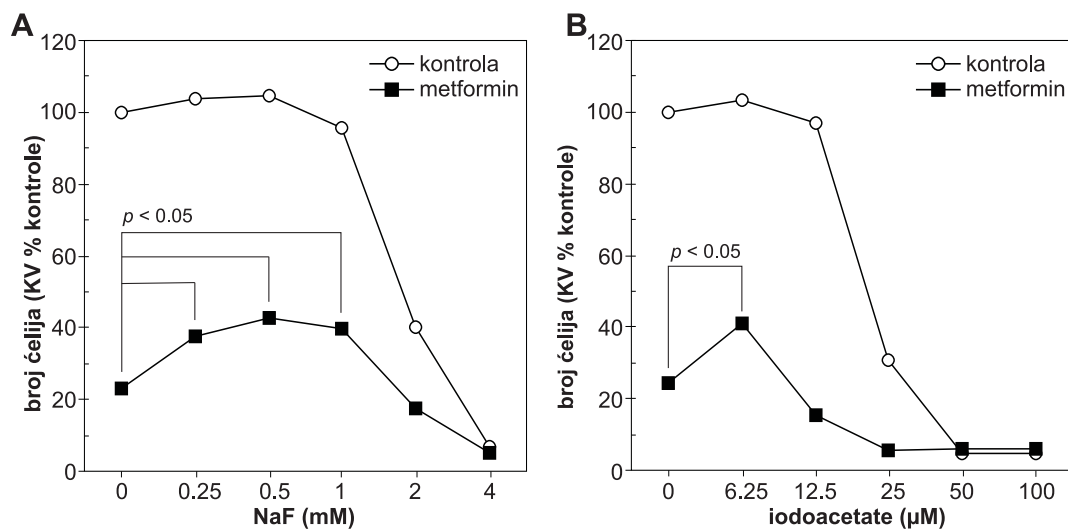 A
120
100
80
60
40
20
0
broj ćelija (KV % kontrole)
kontrola
metformin
p < 0.05
0 0.25 0.5 1 2 4
NaF (mM)
B
120
100
80
60
40
20
0
broj ćelija (KV % kontrole)
kontrola
metformin
p < 0.05
0 6.25 12.5 25 50 100
iodoacetate (µM)